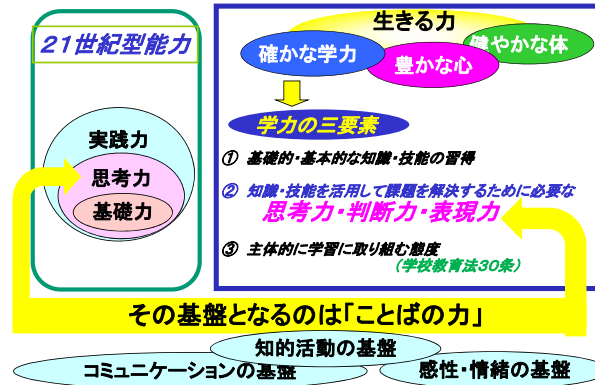 21世紀型能力
実践力
思考力
基礎力
生きる力
確かな学力
豊かな心
健やかな体
学力の三要素
① 基礎的・基本的な知識・技能の習得
② 知識・技能を活用して課題を解決するために必要な
思考力・判断力・表現力
③ 主体的に学習に取り組む態度
(学校教育法30条)
その基盤となるのは「ことばの力」
知的活動の基盤
コミュニケーションの基盤
感性・情緒の基盤